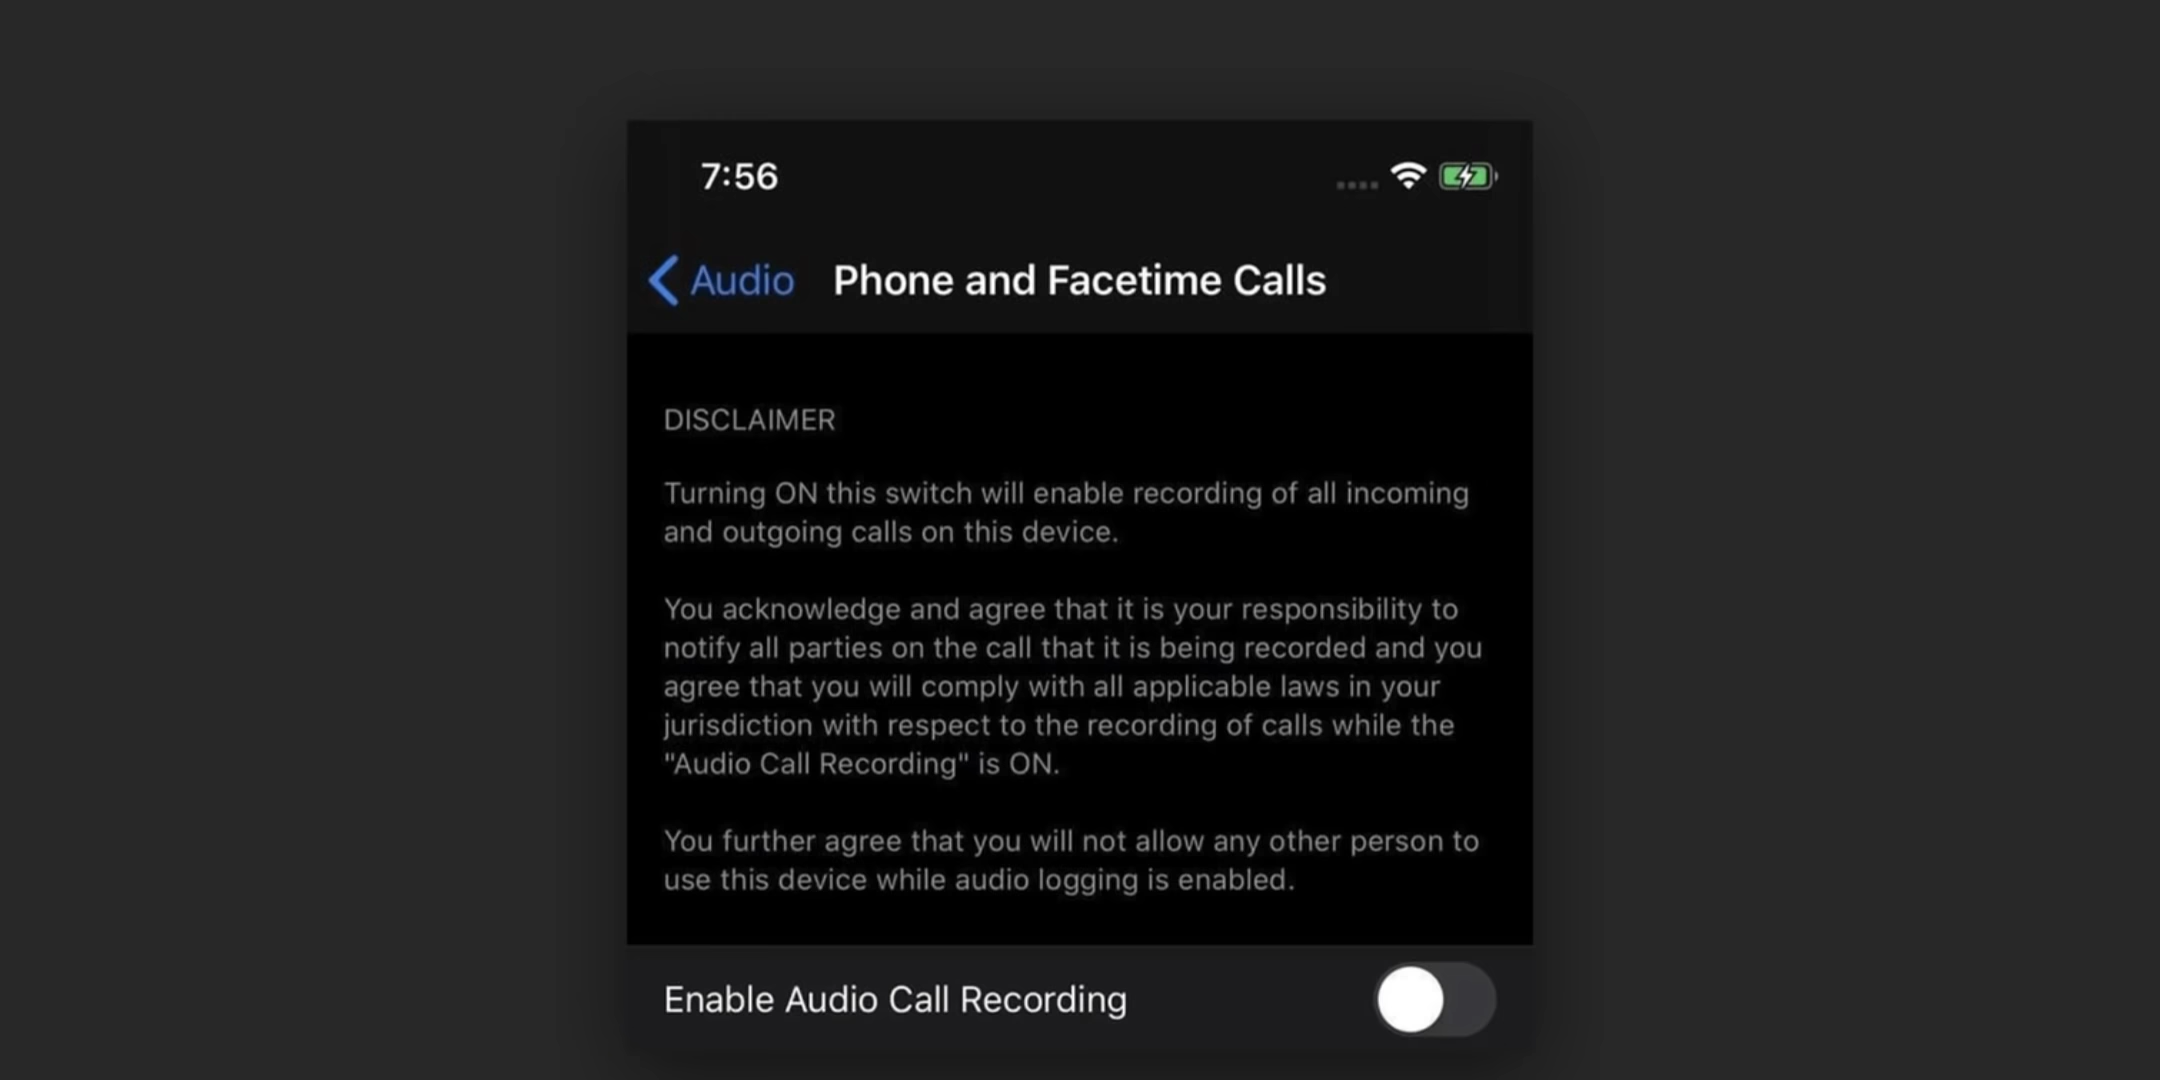 7:56
Audio
Phone and Facetime Calls
DISCLAIMER
Turning ON this switch will enable recording of all incoming
and outgoing calls on this device.
You acknowledge and agree that it is your responsibility to
notify all parties on the call that it is being recorded and you
agree that you will comply with all applicable laws in your
jurisdiction with respect to the recording of calls while the
"Audio Call Recording" is ON.
You further agree that you will not allow any other person to
use this device while audio logging is enabled.
Enable Audio Call Recording